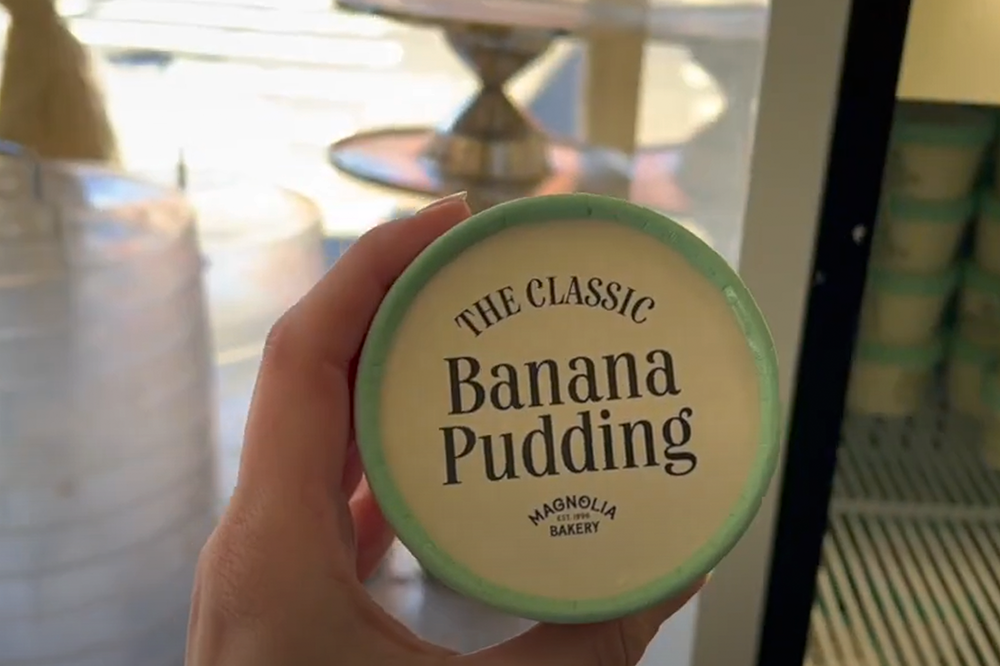 THE CLASSIC
Banana
Pudding
MAGNOLIA
EST. 1996
BAKERY